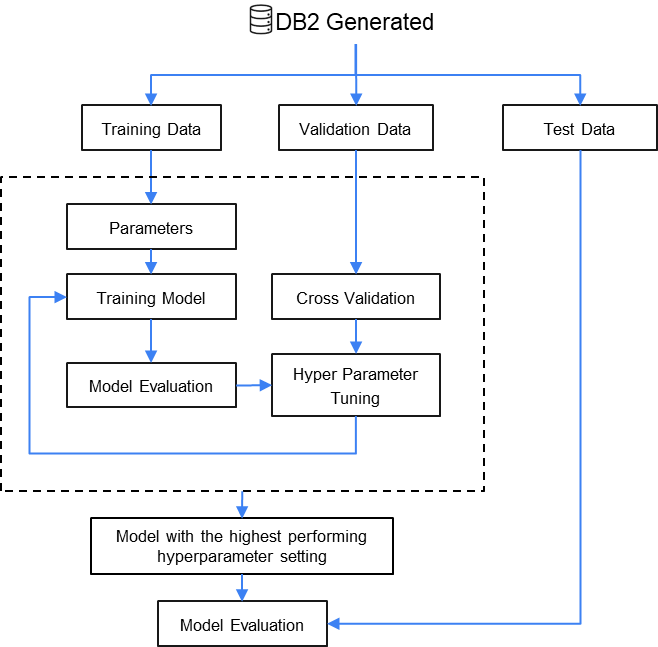 DB2 Generated
Training Data
Validation Data
Test Data
Parameters
Training Model
Cross Validation
Model Evaluation
Hyper Parameter
Tuning
Model with the highest performing
hyperparameter setting
Model Evaluation